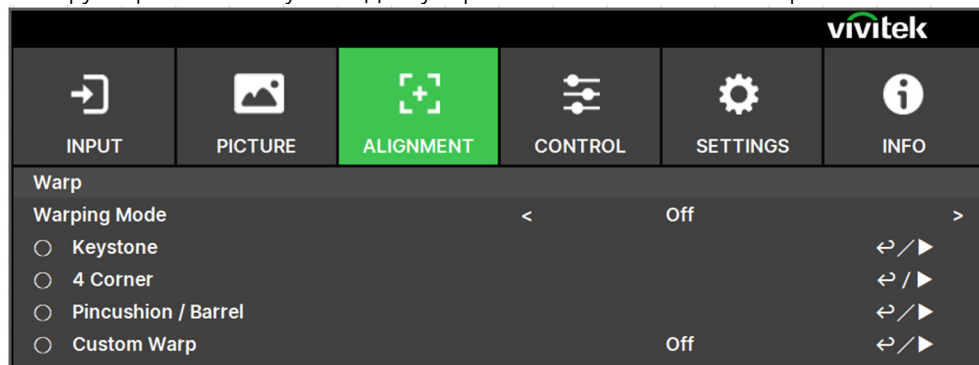 vivitek
INPUT PICTURE ALIGNMENT CONTROL SETTINGS INFO
Warp
Warping Mode < Off >
Keystone ↩/▶
4 Corner ↩/▶
Pincushion / Barrel ↩/▶
Custom Warp Off ↩/▶